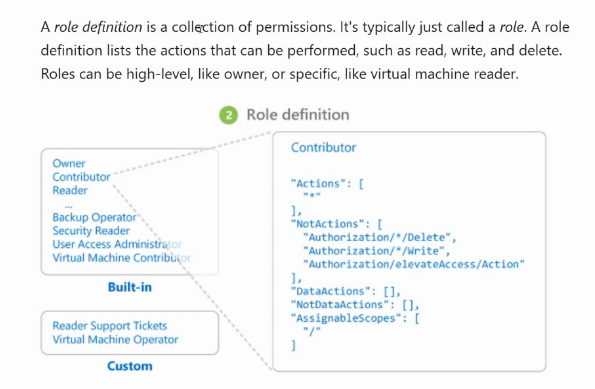 A role definition is a collection of permissions. It's typically just called a role. A role
definition lists the actions that can be performed, such as read, write, and delete.
Roles can be high-level, like owner, or specific, like virtual machine reader.
2 Role definition
Owner
Contributor
Reader
...
Backup Operator
Security Reader
User Access Administrator
Virtual Machine Contributor
Built-in
Reader Support Tickets
Virtual Machine Operator
Custom
Contributor
"Actions": [
"*"
],
"NotActions": [
"Authorization/*/Delete",
"Authorization/*/Write",
"Authorization/elevateAccess/Action"
],
"DataActions": [],
"NotDataActions": [],
"AssignableScopes": [
"/"
]